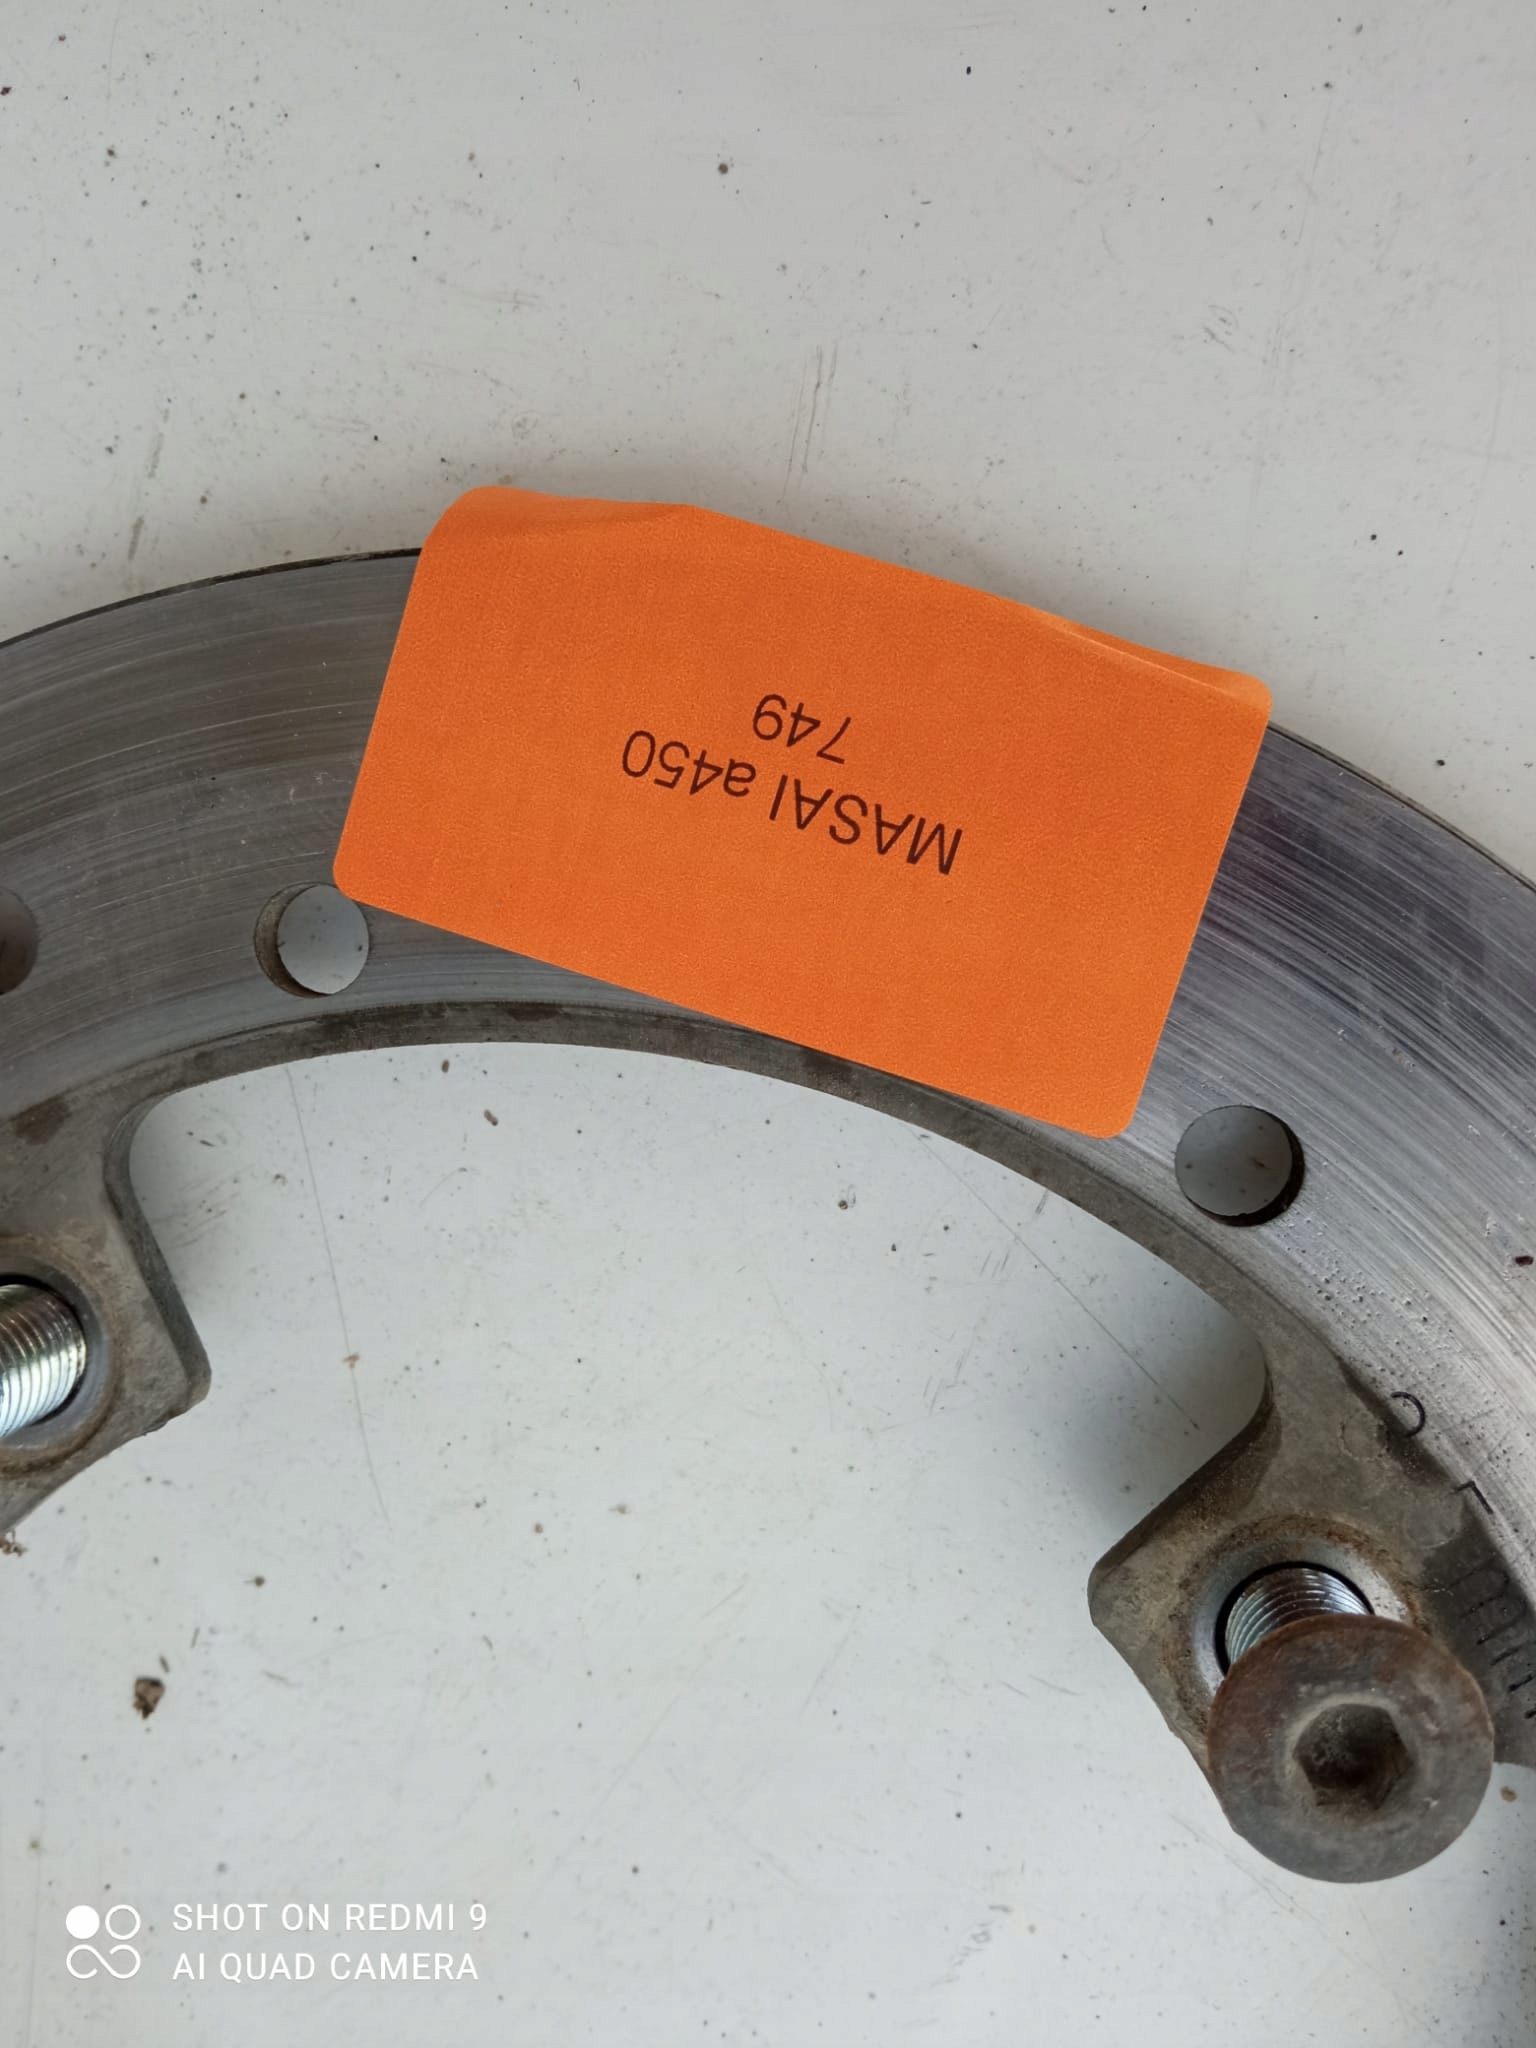 MASAI a450
749
SHOT ON REDMI 9
AI QUAD CAMERA